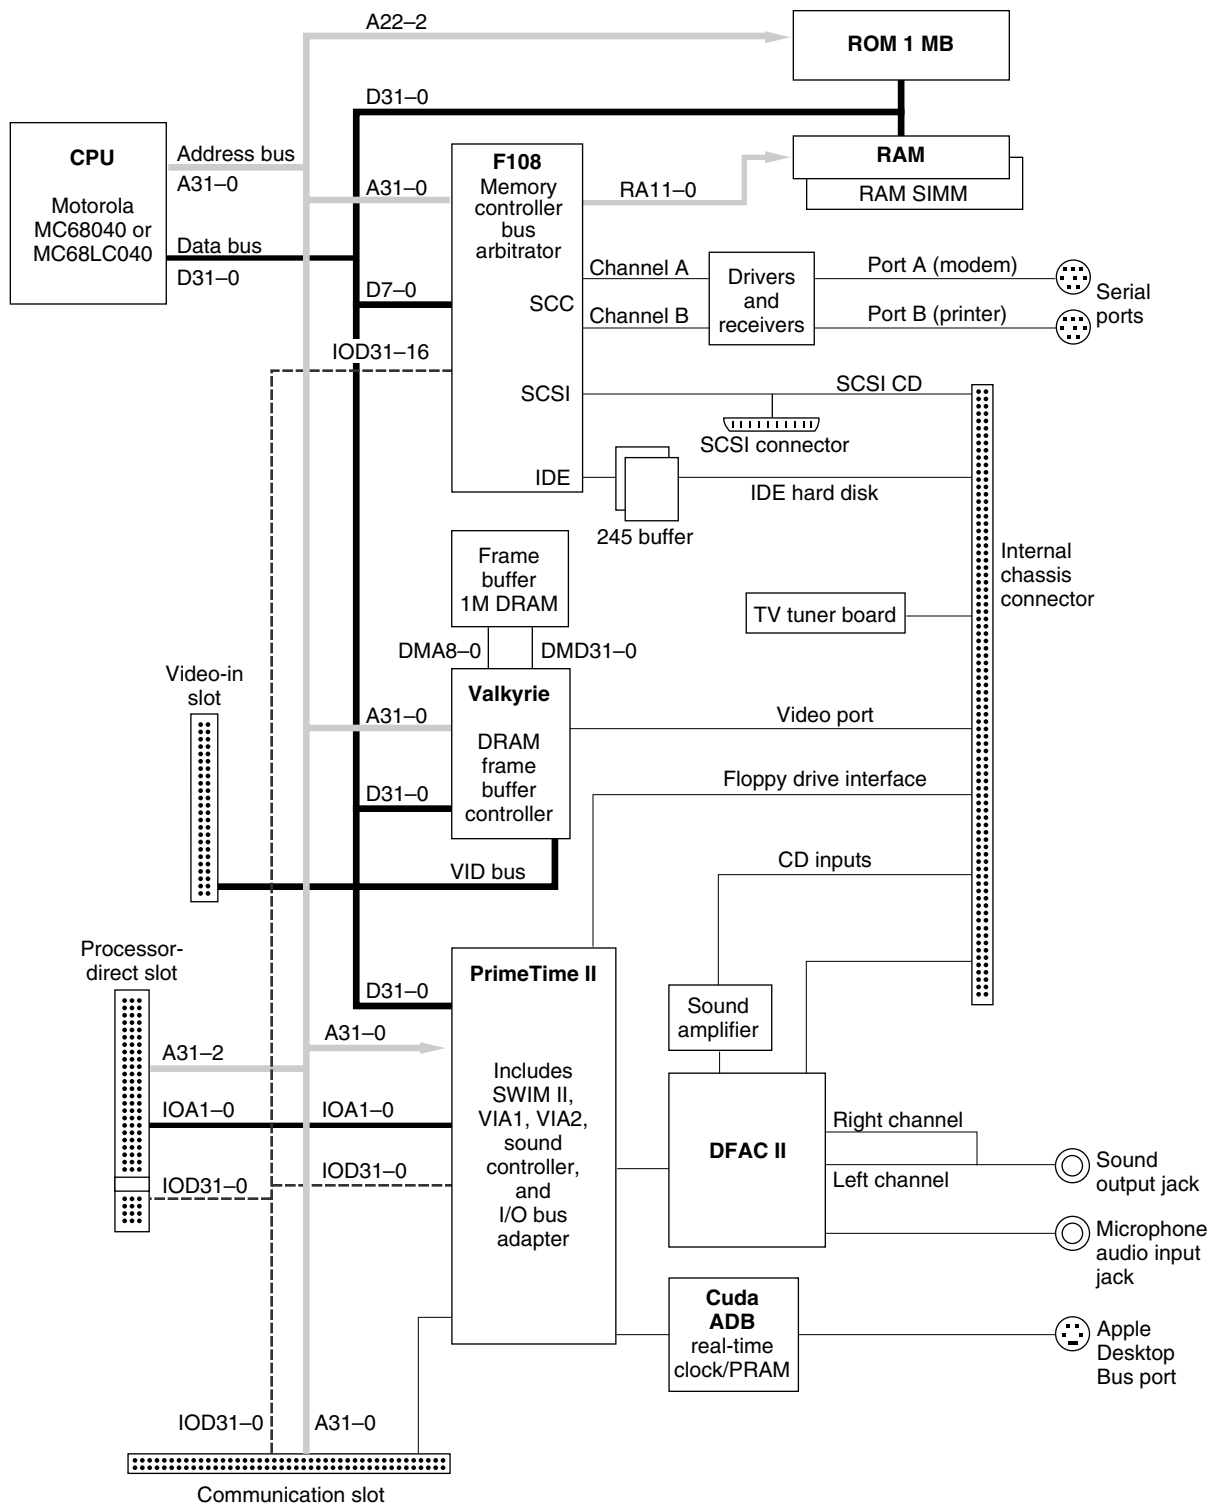 A22–2
ROM 1 MB
D31–0
CPU
Motorola
MC68040 or
MC68LC040
Address bus
A31–0
Data bus
D31–0
A31–0
D7–0
IOD31–16
F108
Memory
controller
bus
arbitrator
SCC
SCSI
IDE
RA11–0
RAM
RAM SIMM
Channel A
Channel B
Drivers
and
receivers
Port A (modem)
Port B (printer)
Serial
ports
SCSI CD
SCSI connector
IDE hard disk
245 buffer
Internal
chassis
connector
Frame
buffer
1M DRAM
TV tuner board
DMA8–0
DMD31–0
Video-in
slot
A31–0
D31–0
Valkyrie
DRAM
frame
buffer
controller
Video port
Floppy drive interface
VID bus
CD inputs
Processor-
direct slot
D31–0
A31–0
A31–2
IOA1–0
IOA1–0
IOD31–0
IOD31–0
PrimeTime II
Includes
SWIM II,
VIA1, VIA2,
sound
controller,
and
I/O bus
adapter
Sound
amplifier
DFAC II
Right channel
Left channel
Sound
output jack
Microphone
audio input
jack
Cuda
ADB
real-time
clock/PRAM
Apple
Desktop
Bus port
IOD31–0
A31–0
Communication slot